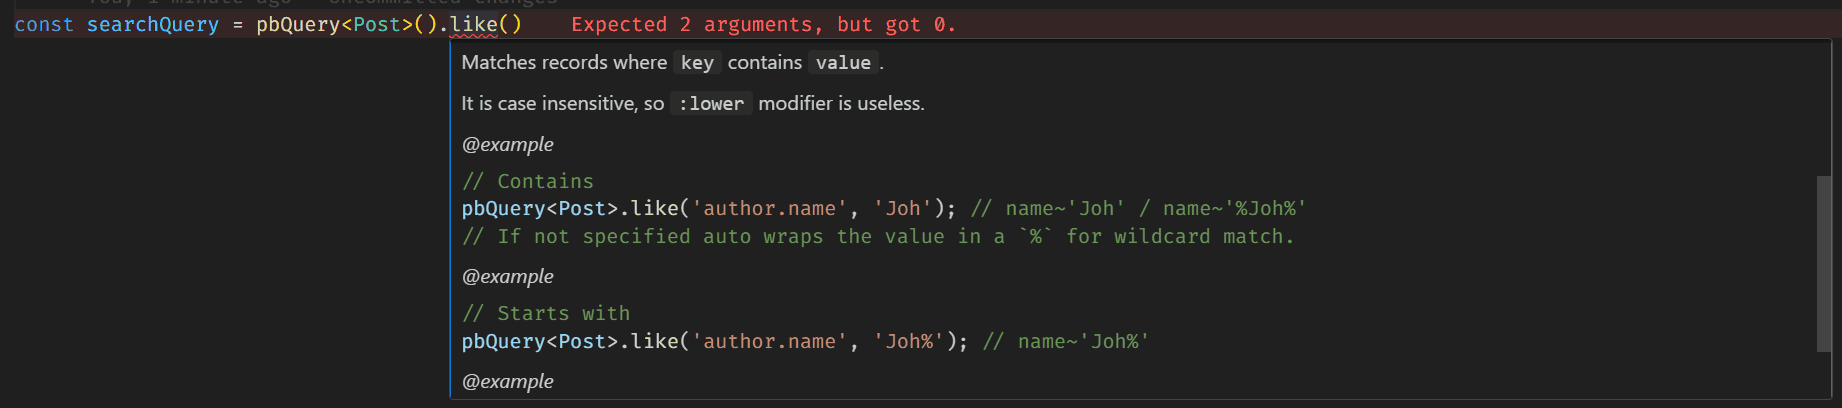 You, 1 minute ago • Uncommitted changes
const searchQuery = pbQuery<Post>().like() Expected 2 arguments, but got 0.
Matches records where key contains value.
It is case insensitive, so :lower modifier is useless.
@example
// Contains
pbQuery<Post>.like('author.name', 'Joh'); // name~'Joh' / name~'%Joh%'
// If not specified auto wraps the value in a `%` for wildcard match.
@example
// Starts with
pbQuery<Post>.like('author.name', 'Joh%'); // name~'Joh%'
@example